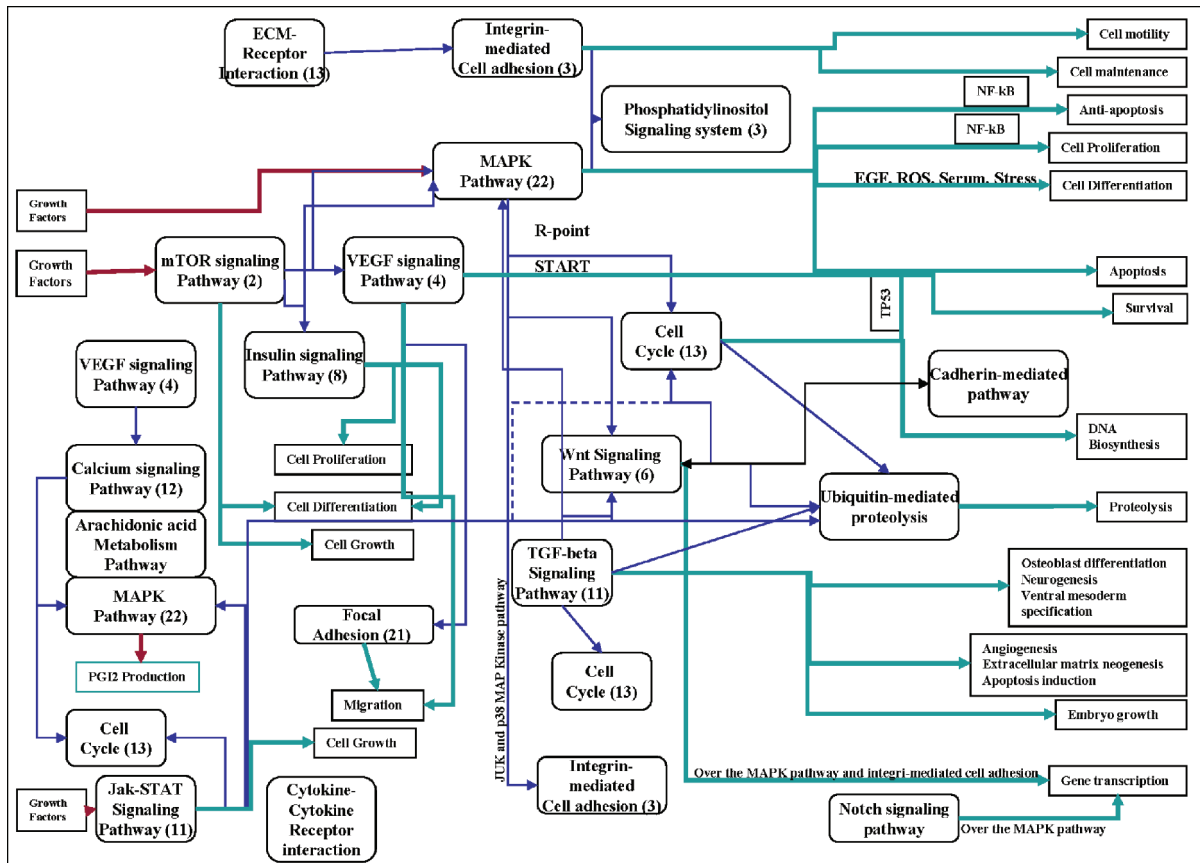 ECM-
Receptor
Interaction (13)
Integrin-
mediated
Cell adhesion (3)
Cell motility
Cell maintenance
NF-kB
Anti-apoptosis
NF-kB
Cell Proliferation
EGF, ROS, Serum, Stress
Cell Differentiation
Phosphatidylinositol
Signaling system (3)
MAPK
Pathway (22)
Growth
Factors
Growth
Factors
mTOR signaling
Pathway (2)
VEGF signaling
Pathway (4)
R-point
START
Apoptosis
Survival
TP53
VEGF signaling
Pathway (4)
Insulin signaling
Pathway (8)
Cell
Cycle (13)
Cadherin-mediated
pathway
DNA
Biosynthesis
Cell Proliferation
Calcium signaling
Pathway (12)
Wnt Signaling
Pathway (6)
Ubiquitin-mediated
proteolysis
Proteolysis
Cell Differentiation
Arachidonic acid
Metabolism
Pathway
Cell Growth
TGF-beta
Signaling
Pathway (11)
Osteoblast differentiation
Neurogenesis
Ventral mesoderm
specification
MAPK
Pathway (22)
Focal
Adhesion (21)
JUK and p38 MAP Kinase pathway
Angiogenesis
Extracellular matrix neogenesis
Apoptosis induction
PGI2 Production
Cell
Cycle (13)
Migration
Embryo growth
Cell
Cycle (13)
Cell Growth
Integrin-
mediated
Cell adhesion (3)
Over the MAPK pathway and integri-mediated cell adhesion
Gene transcription
Growth
Factors
Jak-STAT
Signaling
Pathway (11)
Cytokine-
Cytokine
Receptor
interaction
Notch signaling
pathway
Over the MAPK pathway